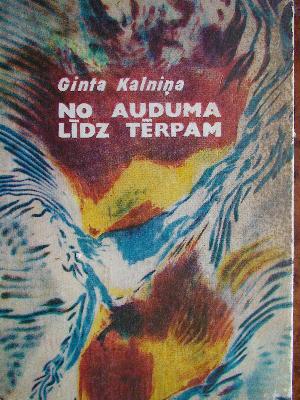 Ginta Kalniņa
NO AUDUMA
LĪDZ TĒRPAM